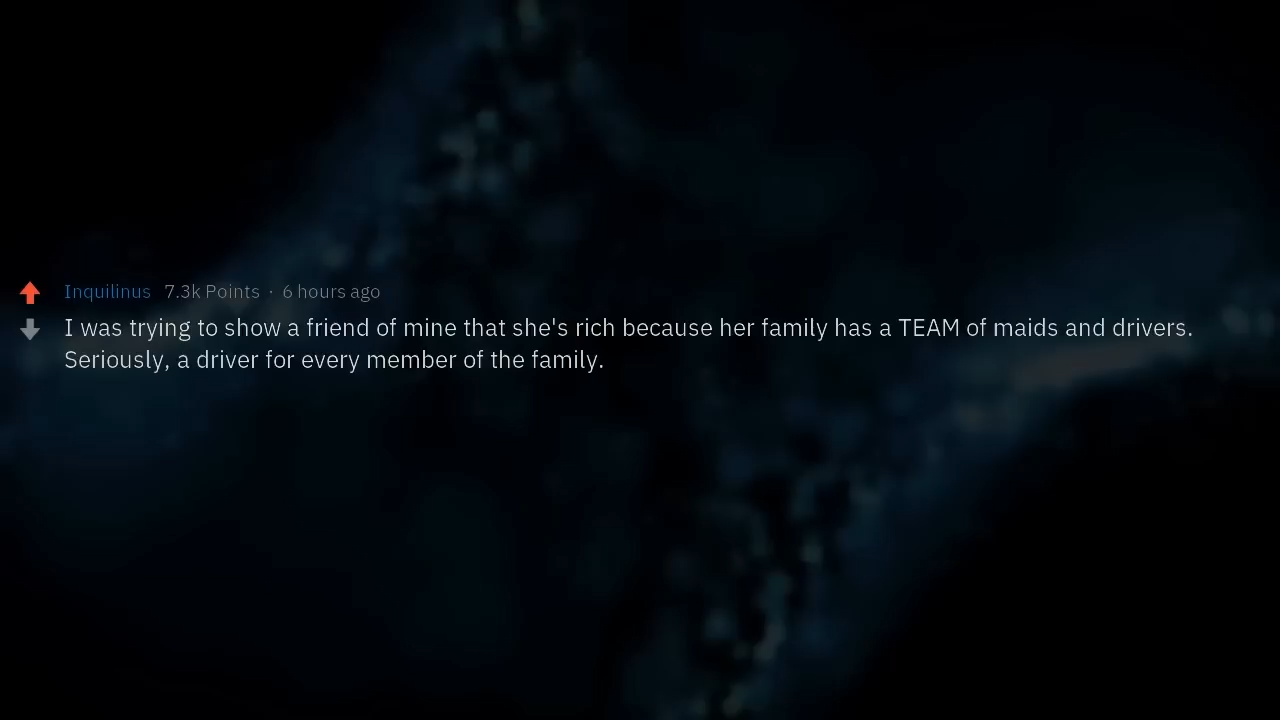 Inquilinus 7.3k Points · 6 hours ago
I was trying to show a friend of mine that she's rich because her family has a TEAM of maids and drivers.
Seriously, a driver for every member of the family.